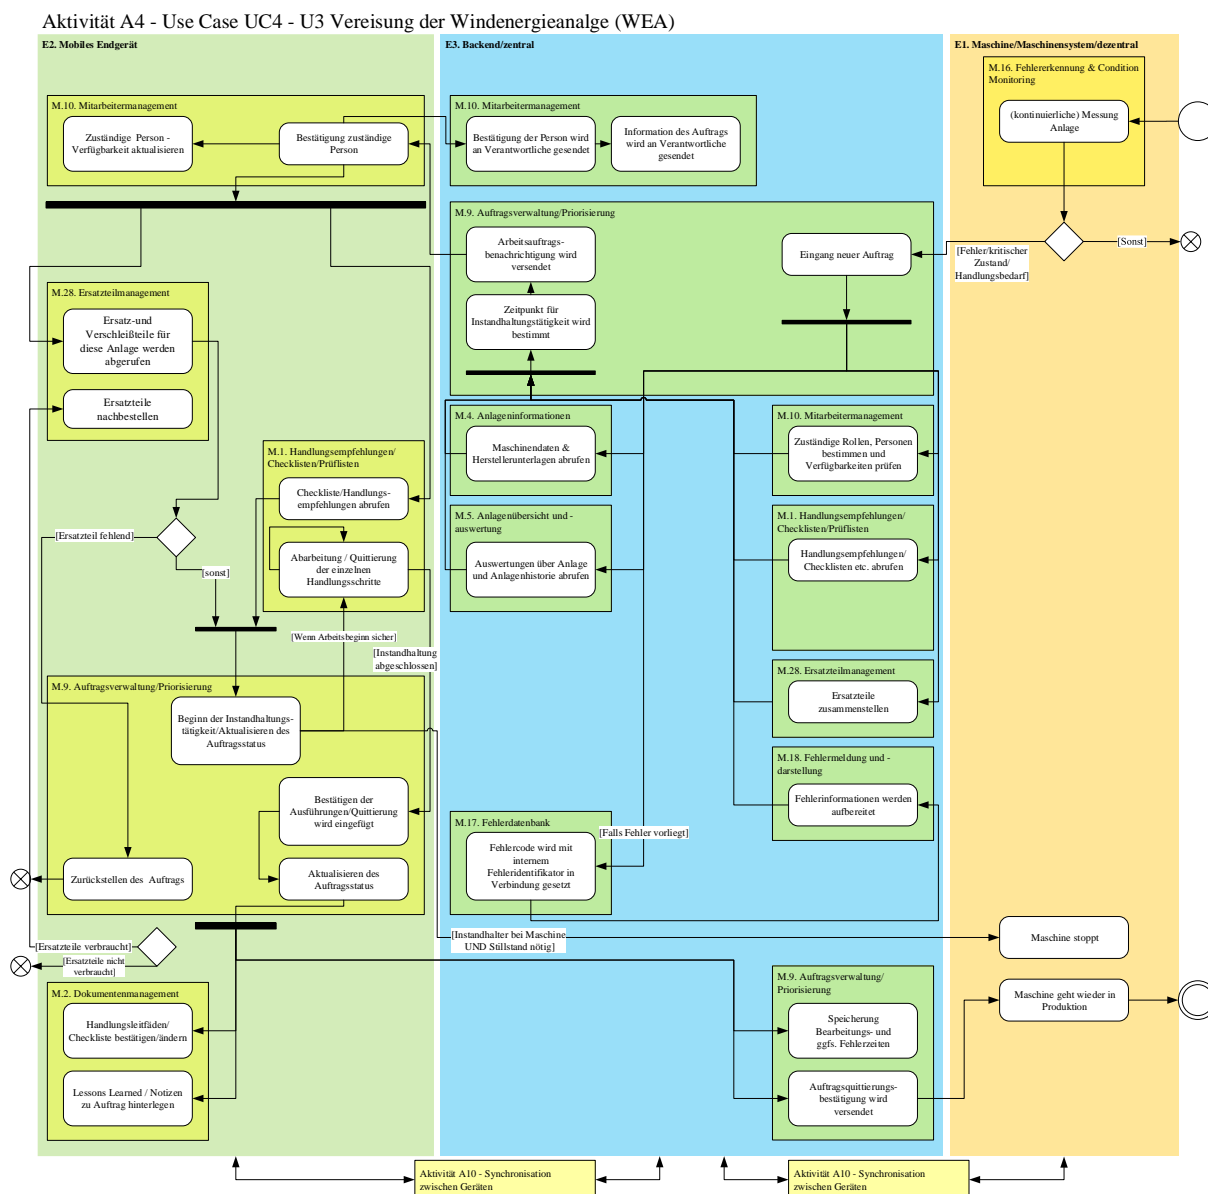 Aktivität A4 - Use Case UC4 - U3 Vereisung der Windenergieanalge (WEA)
E2. Mobiles Endgerät
M.10. Mitarbeitermanagement
Zuständige Person -
Verfügbarkeit aktualisieren
Bestätigung zuständige
Person
M.28. Ersatzteilmanagement
Ersatz-und
Verschleißteile für
diese Anlage werden
abgerufen
Ersatzteile
nachbestellen
M.1. Handlungsempfehlungen/
Checklisten/Prüflisten
Checkliste/Handlungs-
empfehlungen abrufen
Abarbeitung / Quittierung
der einzelnen
Handlungsschritte
[Ersatzteil fehlend]
[sonst]
[Wenn Arbeitsbeginn sicher]
[Instandhaltung
abgeschlossen]
M.9. Auftragsverwaltung/Priorisierung
Beginn der Instandhaltungs-
tätigkeit/Aktualisieren des
Auftragsstatus
Bestätigen der
Ausführungen/Quittierung
wird eingefügt
Zurückstellen des Auftrags
Aktualisieren des
Auftragsstatus
[Ersatzteile verbraucht]
[Ersatzteile nicht
verbraucht]
M.2. Dokumentenmanagement
Handlungsleitfäden/
Checkliste bestätigen/ändern
Lessons Learned / Notizen
zu Auftrag hinterlegen
E3. Backend/zentral
M.10. Mitarbeitermanagement
Bestätigung der Person wird
an Verantwortliche gesendet
Information des Auftrags
wird an Verantwortliche
gesendet
M.9. Auftragsverwaltung/Priorisierung
Arbeitsauftrags-
benachrichtigung wird
versendet
Eingang neuer Auftrag
Zeitpunkt für
Instandhaltungstätigkeit wird
bestimmt
M.4. Anlageninformationen
Maschinendaten &
Herstellerunterlagen abrufen
M.10. Mitarbeitermanagement
Zuständige Rollen, Personen
bestimmen und
Verfügbarkeiten prüfen
M.5. Anlagenübersicht und -
auswertung
Auswertungen über Anlage
und Anlagenhistorie abrufen
M.1. Handlungsempfehlungen/
Checklisten/Prüflisten
Handlungsempfehlungen/
Checklisten etc. abrufen
M.28. Ersatzteilmanagement
Ersatzteile
zusammenstellen
M.18. Fehlermeldung und -
darstellung
Fehlerinformationen werden
aufbereitet
M.17. Fehlerdatenbank
[Falls Fehler vorliegt]
Fehlercode wird mit
internem
Fehleridentifikator in
Verbindung gesetzt
[Instandhalter bei Maschine
UND Stillstand nötig]
M.9. Auftragsverwaltung/
Priorisierung
Speicherung
Bearbeitungs- und
ggfs. Fehlerzeiten
Auftragsquittierungs-
bestätigung wird
versendet
E1. Maschine/Maschinensystem/dezentral
M.16. Fehlererkennung & Condition
Monitoring
(kontinuierliche) Messung
Anlage
[Sonst]
[Fehler/kritischer
Zustand/
Handlungsbedarf]
Maschine stoppt
Maschine geht wieder in
Produktion
Aktivität A10 - Synchronisation
zwischen Geräten
Aktivität A10 - Synchronisation
zwischen Geräten